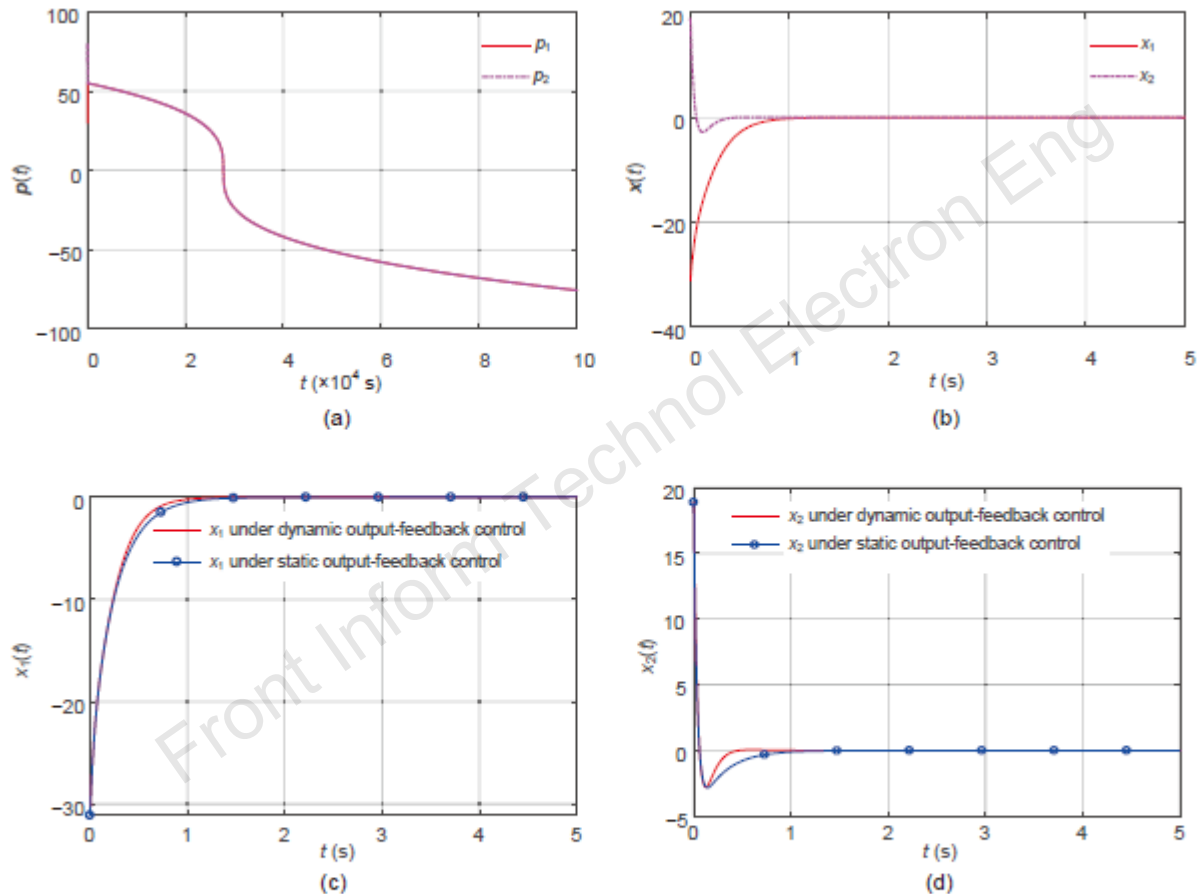 100
50
0
−50
−100
p(t)
p₁
p₂
0 2 4 6 8 10
t (×10⁴ s)
(a)
20
0
−20
−40
x(t)
x₁
x₂
0 1 2 3 4 5
t (s)
(b)
0
−10
−20
−30
x₁(t)
x₁ under dynamic output-feedback control
x₁ under static output-feedback control
0 1 2 3 4 5
t (s)
(c)
20
15
10
5
0
−5
x₂(t)
x₂ under dynamic output-feedback control
x₂ under static output-feedback control
0 1 2 3 4 5
t (s)
(d)
Front Inform Technol Electron Eng